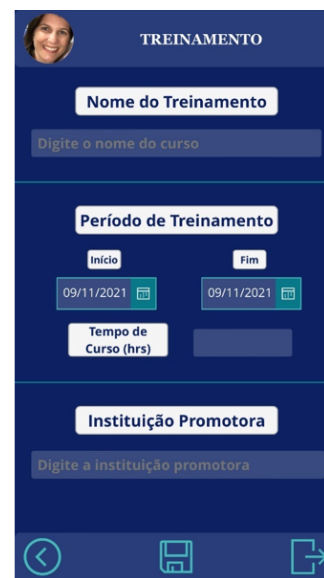 TREINAMENTO
Nome do Treinamento
Digite o nome do curso
Período de Treinamento
Início
Fim
09/11/2021
09/11/2021
Tempo de
Curso (hrs)
Instituição Promotora
Digite a instituição promotora